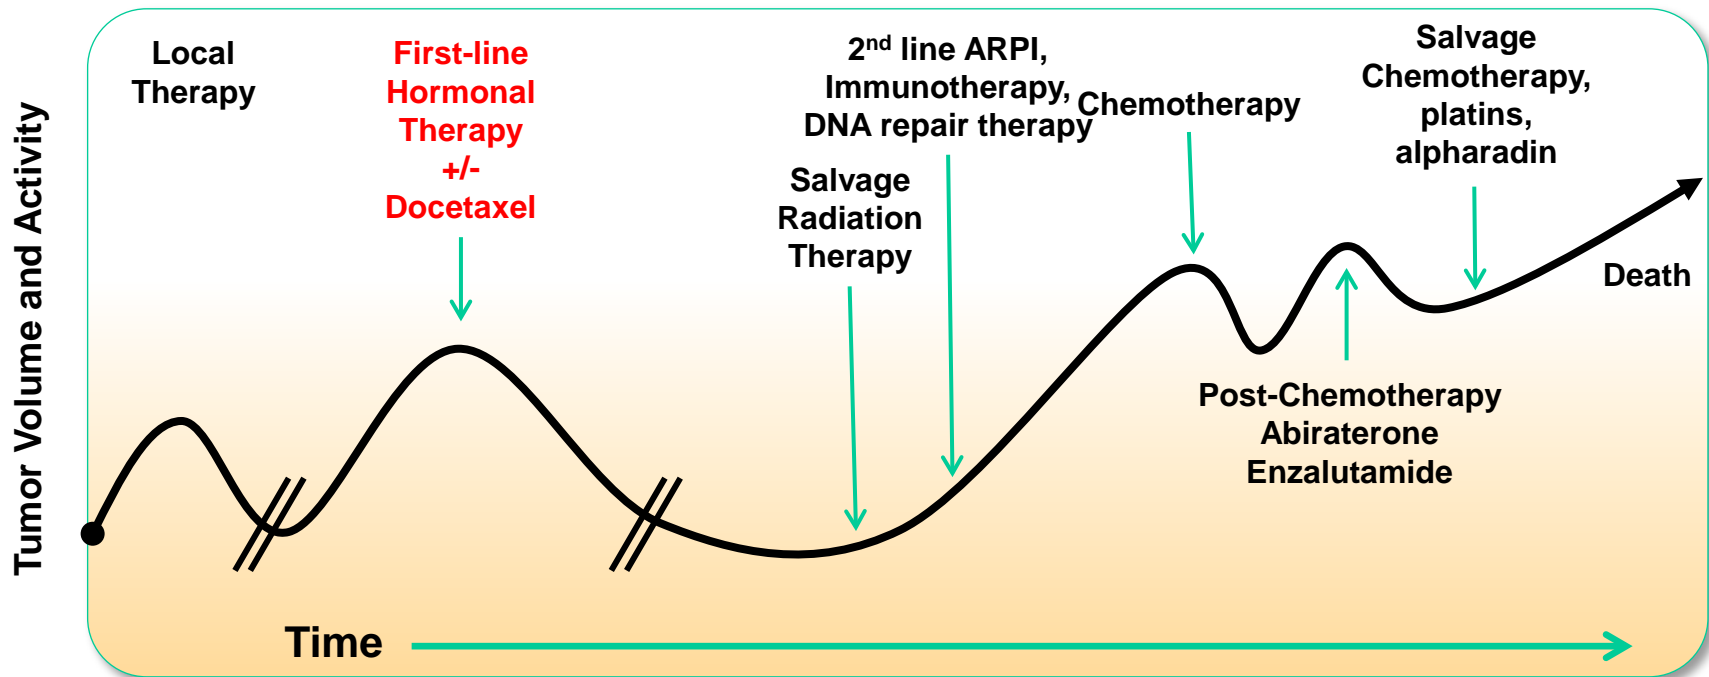 Tumor Volume and Activity
Local
Therapy
First-line
Hormonal
Therapy
+/-
Docetaxel
Salvage
Radiation
Therapy
2nd line ARPI,
Immunotherapy,
DNA repair therapy
Chemotherapy
Post-Chemotherapy
Abiraterone
Enzalutamide
Salvage
Chemotherapy,
platins,
alpharadin
Death
Time